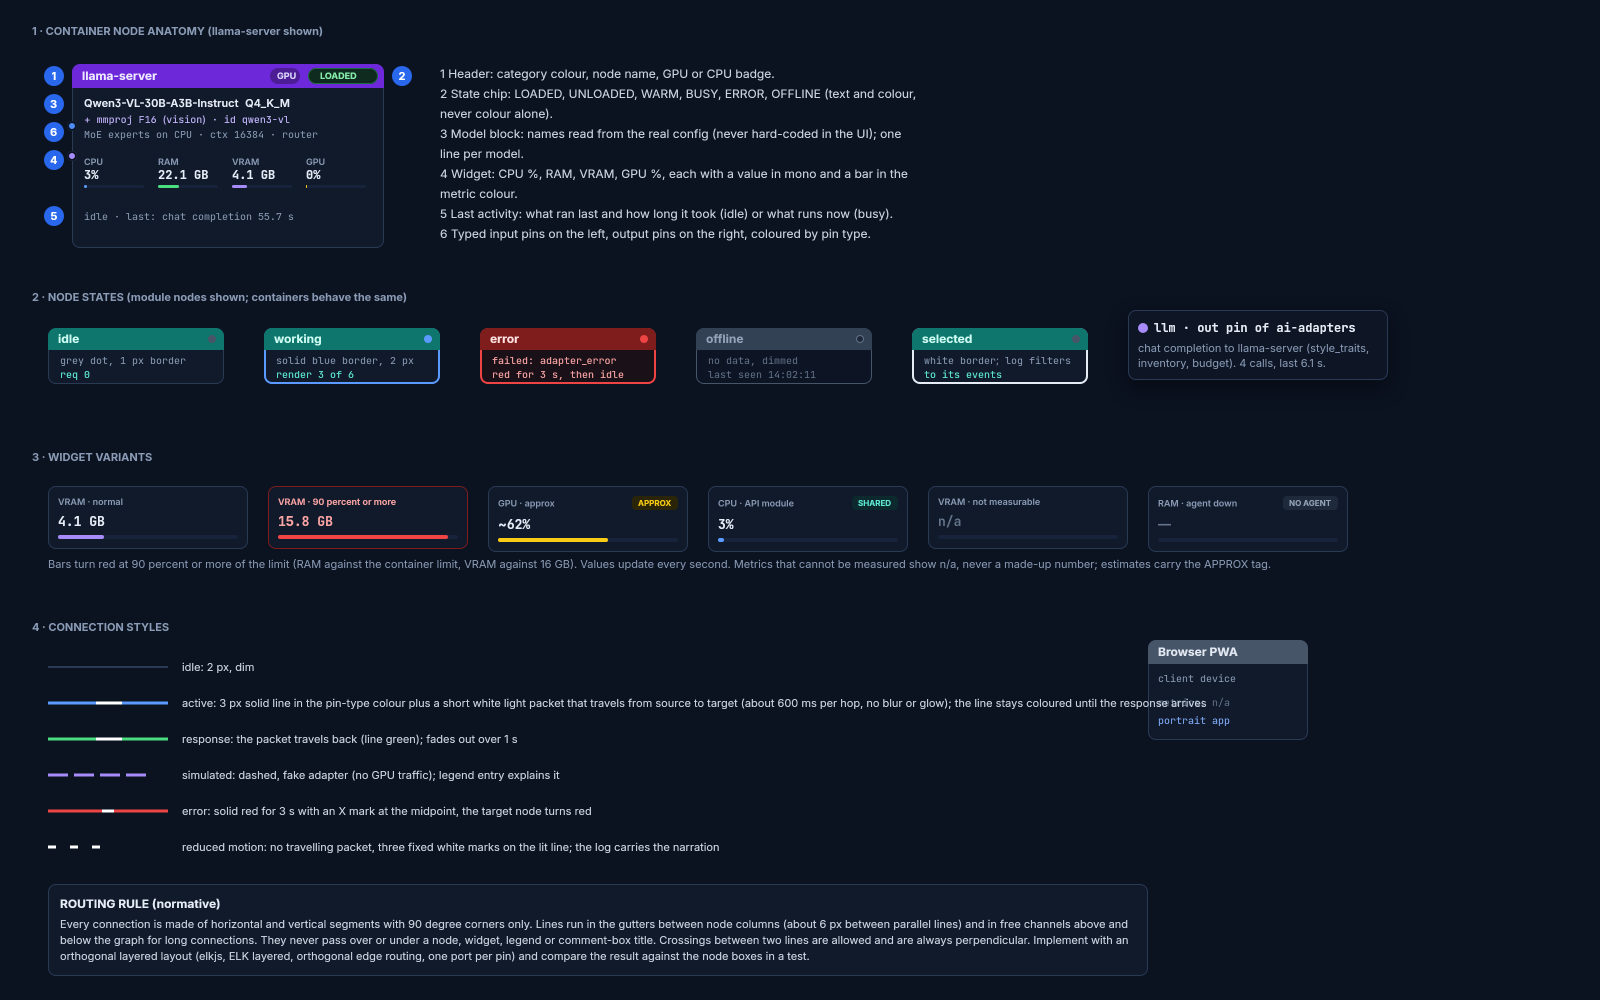 1 · CONTAINER NODE ANATOMY (llama-server shown)
1
llama-server
GPU
LOADED
2
3
Qwen3-VL-30B-A3B-Instruct Q4_K_M
+ mmproj F16 (vision) · id qwen3-vl
6
MoE experts on CPU · ctx 16384 · router
4
CPU
RAM
VRAM
GPU
3%
22.1 GB
4.1 GB
0%
5
idle · last: chat completion 55.7 s
1 Header: category colour, node name, GPU or CPU badge.
2 State chip: LOADED, UNLOADED, WARM, BUSY, ERROR, OFFLINE (text and colour,
never colour alone).
3 Model block: names read from the real config (never hard-coded in the UI); one
line per model.
4 Widget: CPU %, RAM, VRAM, GPU %, each with a value in mono and a bar in the
metric colour.
5 Last activity: what ran last and how long it took (idle) or what runs now (busy).
6 Typed input pins on the left, output pins on the right, coloured by pin type.
2 · NODE STATES (module nodes shown; containers behave the same)
idle
grey dot, 1 px border
req 0
working
solid blue border, 2 px
render 3 of 6
error
failed: adapter_error
red for 3 s, then idle
offline
no data, dimmed
last seen 14:02:11
selected
white border; log filters
to its events
llm · out pin of ai-adapters
chat completion to llama-server (style_traits,
inventory, budget). 4 calls, last 6.1 s.
3 · WIDGET VARIANTS
VRAM · normal
4.1 GB
VRAM · 90 percent or more
15.8 GB
GPU · approx
APPROX
~62%
CPU · API module
SHARED
3%
VRAM · not measurable
n/a
RAM · agent down
NO AGENT
—
Bars turn red at 90 percent or more of the limit (RAM against the container limit, VRAM against 16 GB). Values update every second. Metrics that cannot be measured show n/a, never a made-up number; estimates carry the APPROX tag.
4 · CONNECTION STYLES
idle: 2 px, dim
active: 3 px solid line in the pin-type colour plus a short white light packet that travels from source to target (about 600 ms per hop, no blur or glow); the line stays coloured until the response arrives
response: the packet travels back (line green); fades out over 1 s
simulated: dashed, fake adapter (no GPU traffic); legend entry explains it
error: solid red for 3 s with an X mark at the midpoint, the target node turns red
reduced motion: no travelling packet, three fixed white marks on the lit line; the log carries the narration
Browser PWA
client device
n/a
portrait app
ROUTING RULE (normative)
Every connection is made of horizontal and vertical segments with 90 degree corners only. Lines run in the gutters between node columns (about 6 px between parallel lines) and in free channels above and
below the graph for long connections. They never pass over or under a node, widget, legend or comment-box title. Crossings between two lines are allowed and are always perpendicular. Implement with an
orthogonal layered layout (elkjs, ELK layered, orthogonal edge routing, one port per pin) and compare the result against the node boxes in a test.